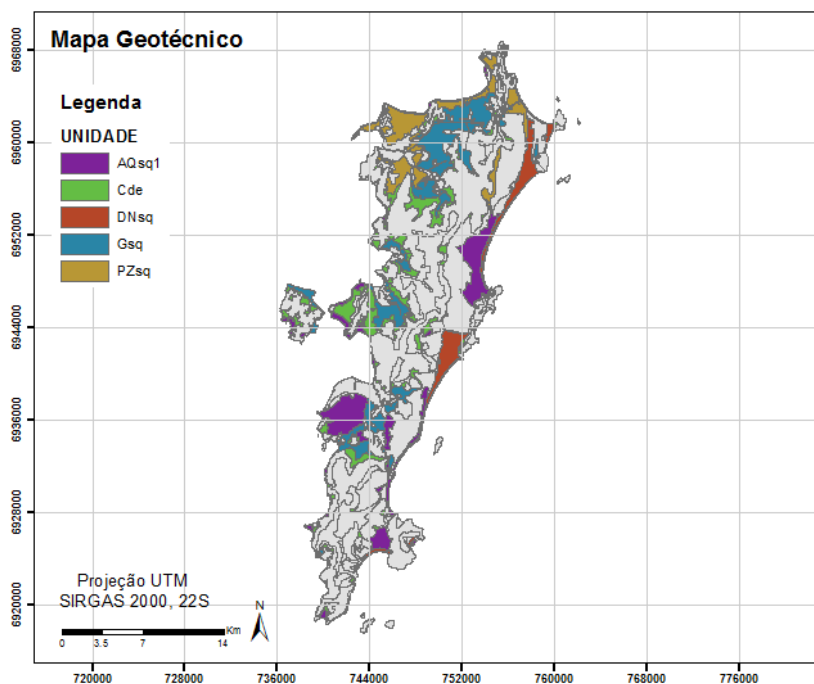 Mapa Geotécnico
Legenda
UNIDADE
AQsq1
Cde
DNsq
Gsq
PZsq
6968000
6960000
6952000
6944000
6936000
6928000
6920000
Projeção UTM
SIRGAS 2000, 22S
N
Km
0 3.5 7 14
720000 728000 736000 744000 752000 760000 768000 776000